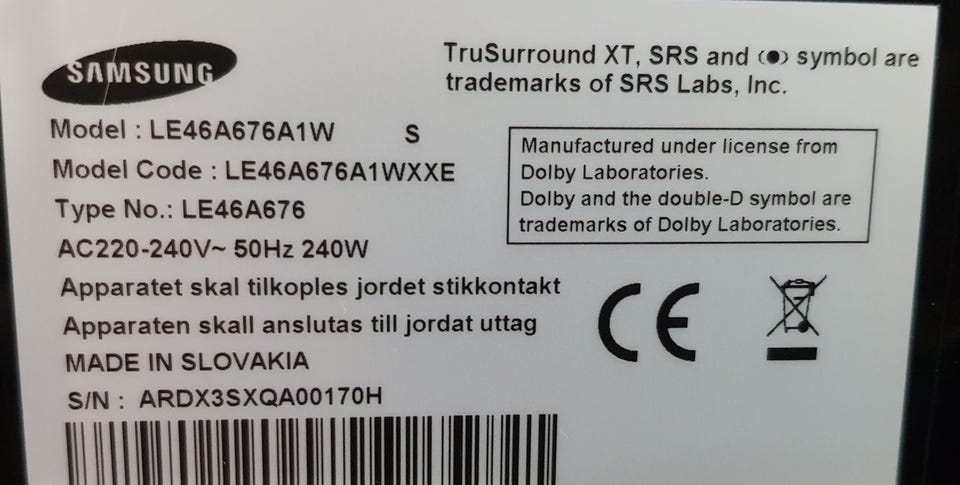 SAMSUNG
TruSurround XT, SRS and (●) symbol are
trademarks of SRS Labs, Inc.
Model : LE46A676A1W S
Model Code : LE46A676A1WXXE
Type No.: LE46A676
AC220-240V~ 50Hz 240W
Apparatet skal tilkoples jordet stikkontakt
Apparaten skall anslutas till jordat uttag
MADE IN SLOVAKIA
S/N : ARDX3SXQA00170H
Manufactured under license from
Dolby Laboratories.
Dolby and the double-D symbol are
trademarks of Dolby Laboratories.
CE